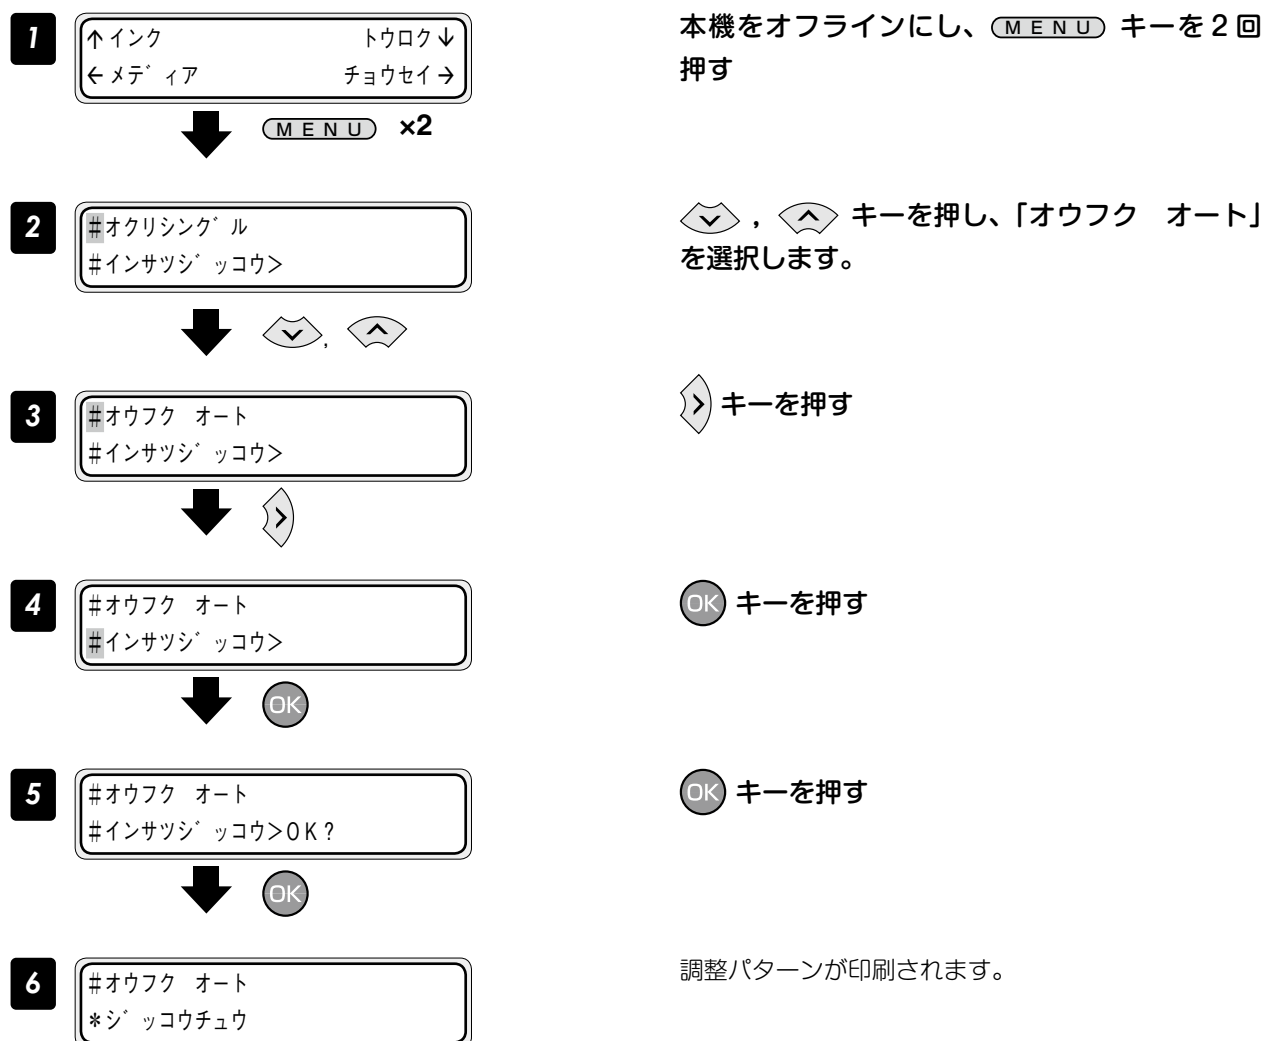 1
↑インク トウロク↓
←メディア チョウセイ→
MENU ×2
本機をオフラインにし、 MENU キーを2回
押す
2
#オクリシングル
#インサツジッコウ>
,
, キーを押し、「オウフク オート」
を選択します。
3
#オウフク オート
#インサツジッコウ>
キーを押す
4
#オウフク オート
#インサツジッコウ>
OK
OK キーを押す
5
#オウフク オート
#インサツジッコウ>OK?
OK
OK キーを押す
6
#オウフク オート
*ジッコウチュウ
調整パターンが印刷されます。